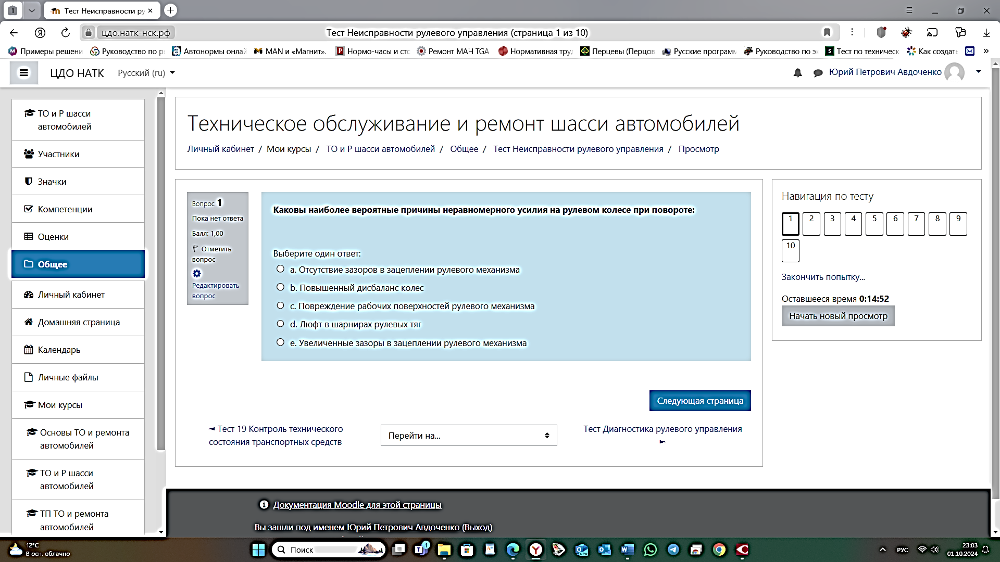 1
Тест Неисправности ру
цдо.натк-нск.рф
Тест Неисправности рулевого управления (страница 1 из 10)
Примеры решени
Руководство по р
Автонормы онлай
MAN и «Магнит».
Нормо-часы и стс
Ремонт МАН TGA
Нормативная труд
Перцевы (Перцов
Русские программ
Руководство по эк
Тест по техническ
Как создать
ЦДО НАТК
Русский (ru)
Юрий Петрович Авдоченко
ТО и Р шасси
автомобилей
Участники
Значки
Компетенции
Оценки
Общее
Личный кабинет
Домашняя страница
Календарь
Личные файлы
Мои курсы
Основы ТО и ремонта
автомобилей
ТО и Р шасси
автомобилей
ТП ТО и ремонта
автомобилей
Техническое обслуживание и ремонт шасси автомобилей
Личный кабинет / Мои курсы / ТО и Р шасси автомобилей / Общее / Тест Неисправности рулевого управления / Просмотр
Вопрос 1
Пока нет ответа
Балл: 1,00
Отметить
вопрос
Редактировать
вопрос
Каковы наиболее вероятные причины неравномерного усилия на рулевом колесе при повороте:
Выберите один ответ:
a. Отсутствие зазоров в зацеплении рулевого механизма
b. Повышенный дисбаланс колес
c. Повреждение рабочих поверхностей рулевого механизма
d. Люфт в шарнирах рулевых тяг
e. Увеличенные зазоры в зацеплении рулевого механизма
Следующая страница
◄ Тест 19 Контроль технического
состояния транспортных средств
Перейти на...
Тест Диагностика рулевого управления
►
Навигация по тесту
1 2 3 4 5 6 7 8 9
10
Закончить попытку...
Оставшееся время 0:14:52
Начать новый просмотр
Документация Moodle для этой страницы
Вы зашли под именем Юрий Петрович Авдоченко (Выход)
12°C
В осн. облачно
Поиск
1
NEW
РУС
23:03
01.10.2024